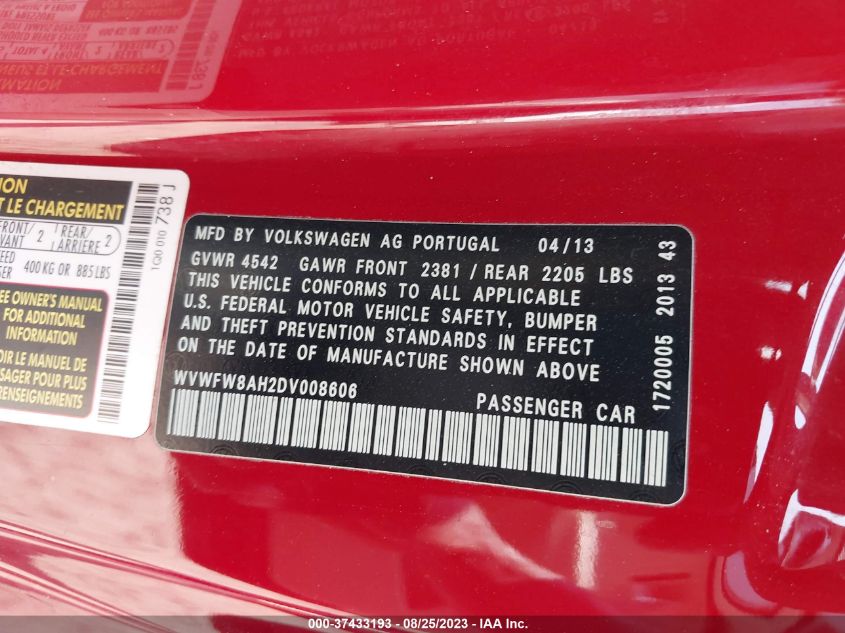 ION
T LE CHARGEMENT
FRONT/
VANT 2
REAR/
ARRIÈRE 2
400 KG OR 885 LBS
1Q0 010 738 J
EE OWNER'S MANUAL
FOR ADDITIONAL
INFORMATION
OIR LE MANUEL DE
SAGER POUR PLUS
RENSEIGNEMENTS
MFD BY VOLKSWAGEN AG PORTUGAL 04/13
GVWR 4542 GAWR FRONT 2381 / REAR 2205 LBS
THIS VEHICLE CONFORMS TO ALL APPLICABLE
U.S. FEDERAL MOTOR VEHICLE SAFETY, BUMPER
AND THEFT PREVENTION STANDARDS IN EFFECT
ON THE DATE OF MANUFACTURE SHOWN ABOVE
WVWFW8AH2DV008606
PASSENGER CAR
1720005 2013 43
000-37433193 - 08/25/2023 - IAA Inc.